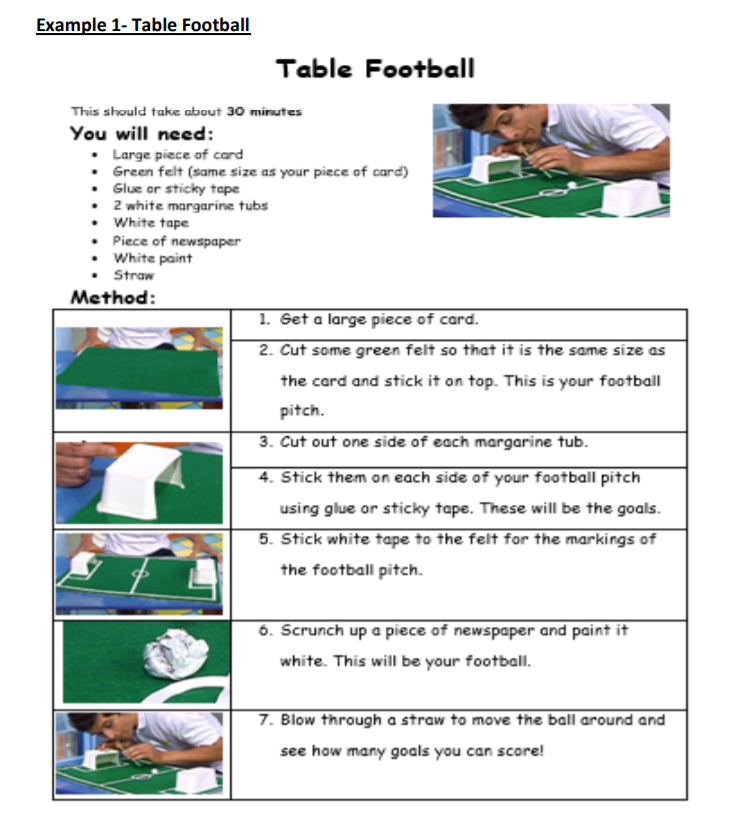 Example 1- Table Football
Table Football
This should take about 30 minutes
You will need:
• Large piece of card
• Green felt (same size as your piece of card)
• Glue or sticky tape
• 2 white margarine tubs
• White tape
• Piece of newspaper
• White paint
• Straw
Method:
1. Get a large piece of card.
2. Cut some green felt so that it is the same size as
the card and stick it on top. This is your football
pitch.
3. Cut out one side of each margarine tub.
4. Stick them on each side of your football pitch
using glue or sticky tape. These will be the goals.
5. Stick white tape to the felt for the markings of
the football pitch.
6. Scrunch up a piece of newspaper and paint it
white. This will be your football.
7. Blow through a straw to move the ball around and
see how many goals you can score!